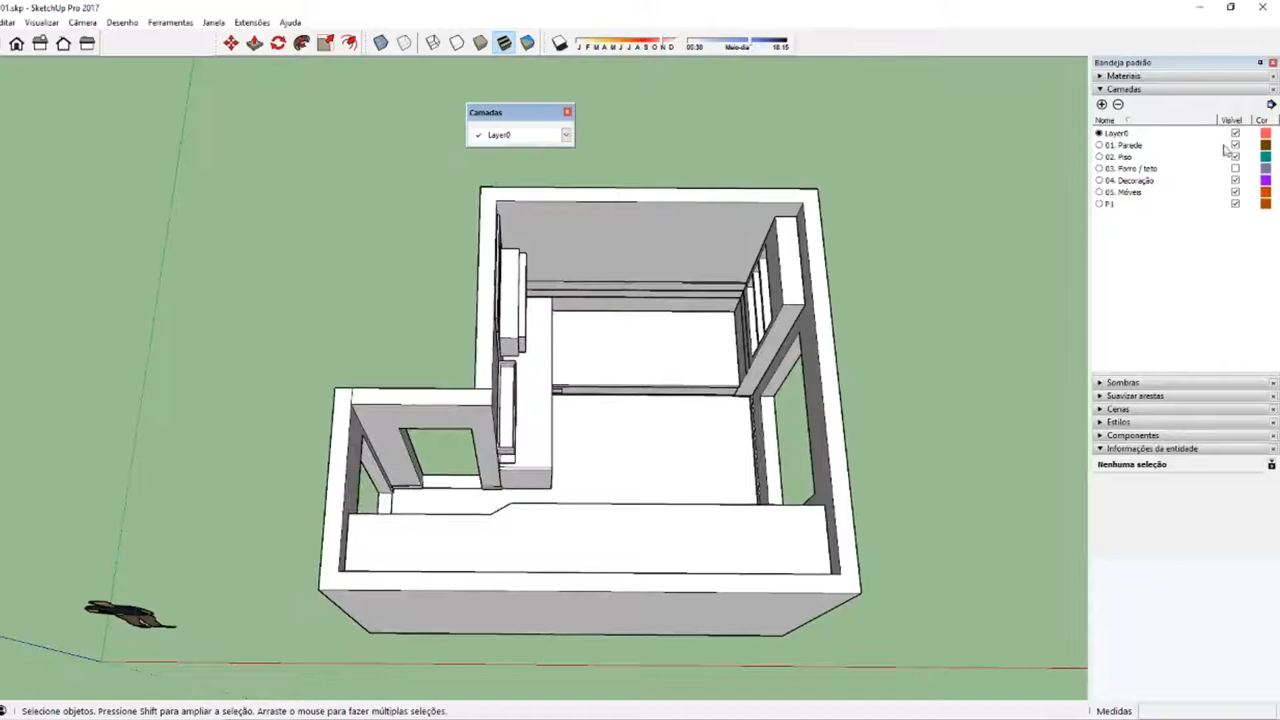 01.skp - SketchUp Pro 2017
ditar Visualizar Câmera Desenho Ferramentas Janela Extensões Ajuda
J F M A M J J A S O N D 05:38 Meio-dia 18:15
Bandeja padrão
Materiais
Camadas
Nome Visível Cor
Layer0
01. Parede
02. Piso
03. Forro / teto
04. Decoração
05. Móveis
P1
Camadas
Layer0
Sombras
Suavizar arestas
Cenas
Estilos
Componentes
Informações da entidade
Nenhuma seleção
Selecione objetos. Pressione Shift para ampliar a seleção. Arraste o mouse para fazer múltiplas seleções.
Medidas